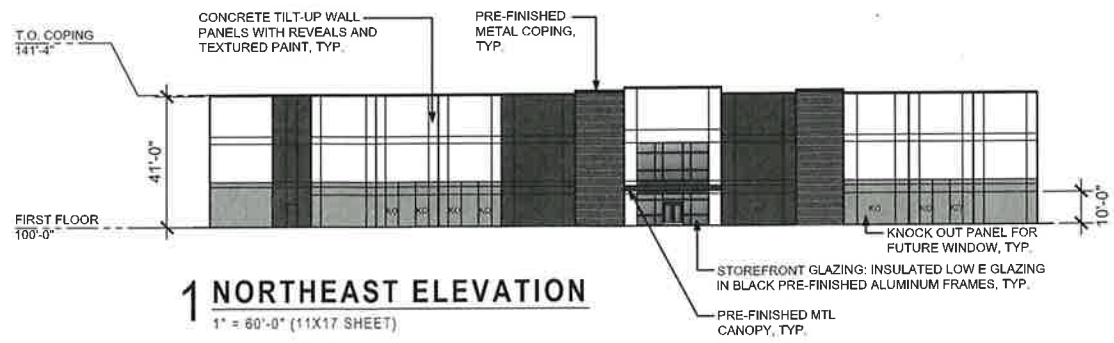 CONCRETE TILT-UP WALL
PANELS WITH REVEALS AND
TEXTURED PAINT, TYP.
PRE-FINISHED
METAL COPING,
TYP.
T.O. COPING
141'-4"
41'-0"
FIRST FLOOR
100'-0"
KO KO KO KO
KO KO KO
10'-0"
KNOCK OUT PANEL FOR
FUTURE WINDOW, TYP.
STOREFRONT GLAZING: INSULATED LOW E GLAZING
IN BLACK PRE-FINISHED ALUMINUM FRAMES, TYP.
PRE-FINISHED MTL
CANOPY, TYP.
1 NORTHEAST ELEVATION
1" = 60'-0" (11X17 SHEET)